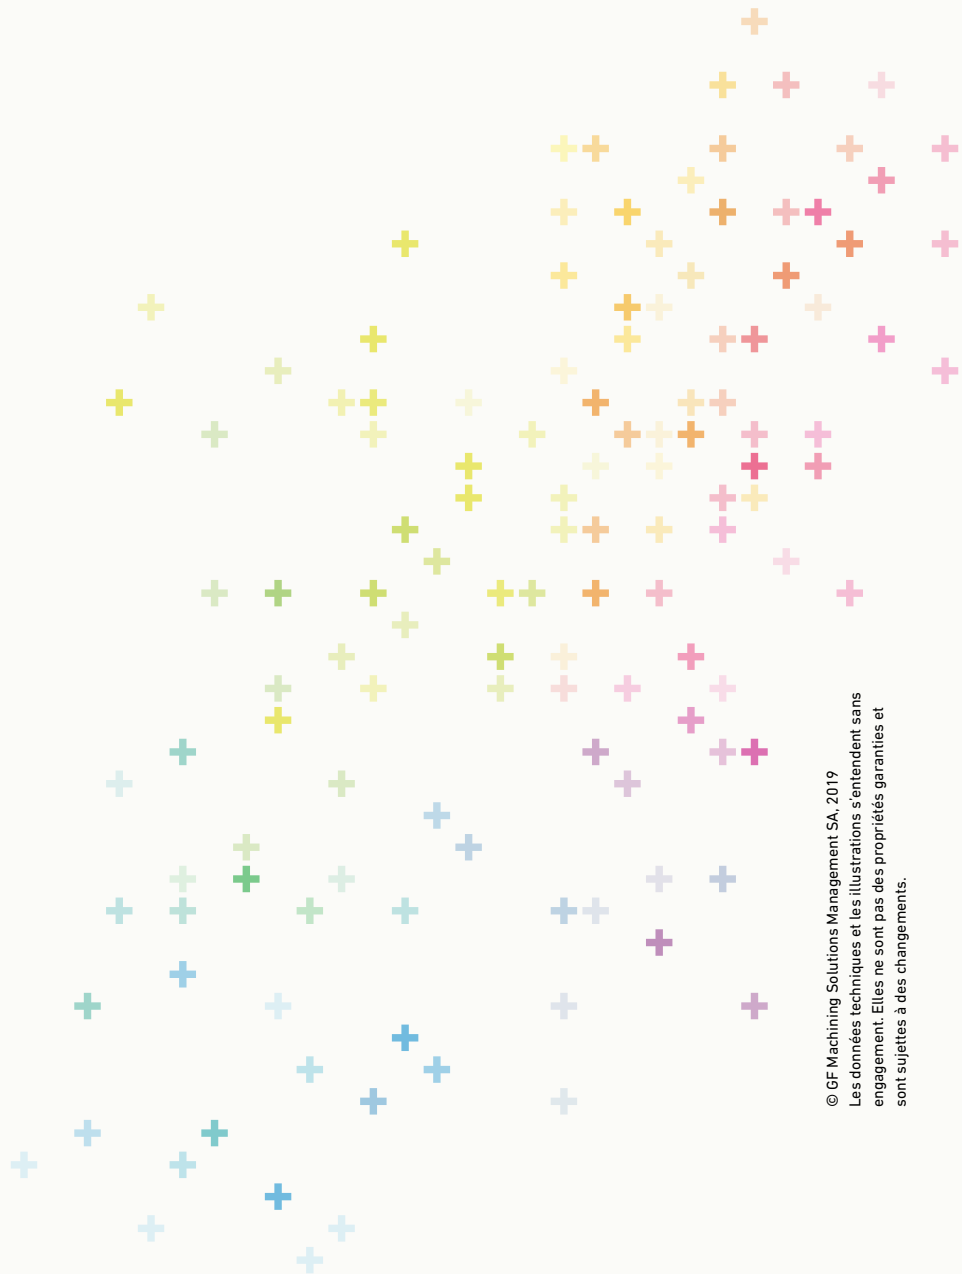 © GF Machining Solutions Management SA, 2019
Les données techniques et les illustrations s'entendent sans
engagement. Elles ne sont pas des propriétés garanties et
sont sujettes à des changements.